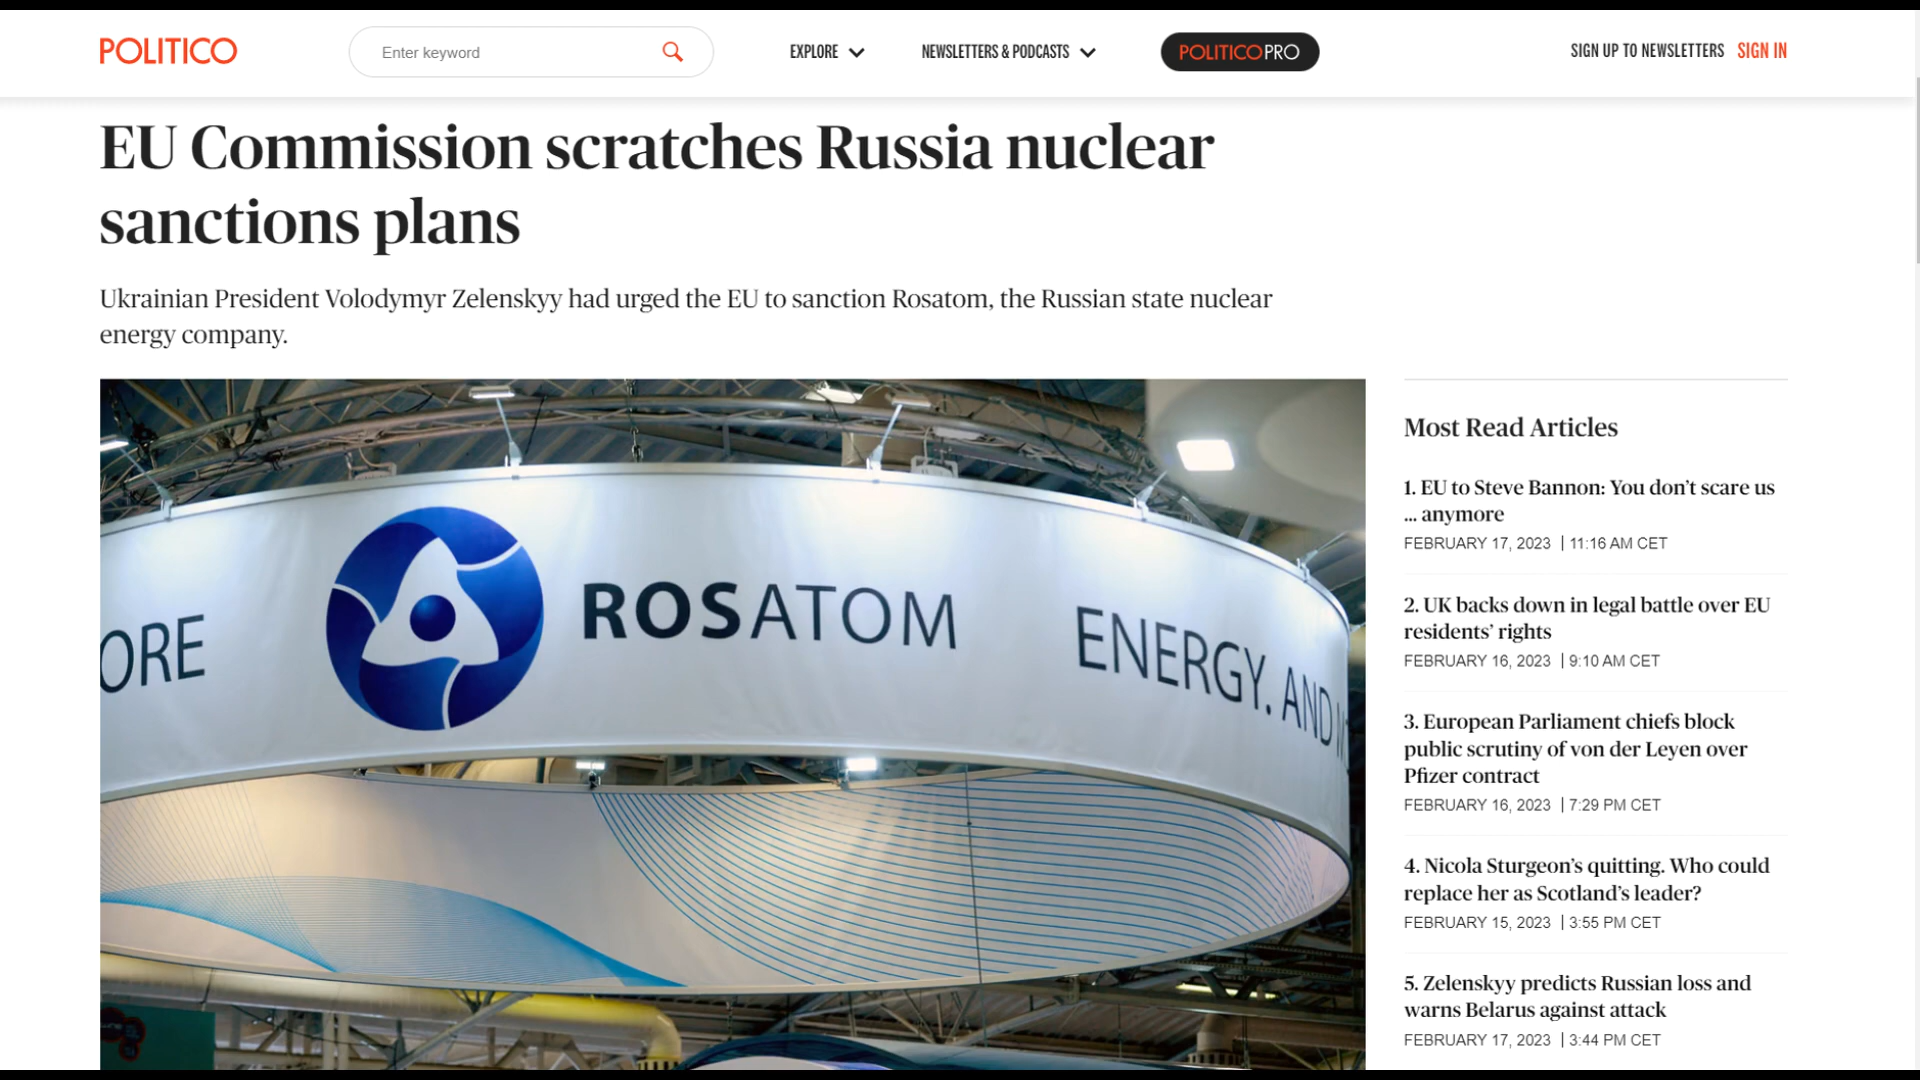 POLITICO
Enter keyword
EXPLORE
NEWSLETTERS & PODCASTS
POLITICOPRO
SIGN UP TO NEWSLETTERS
SIGN IN
EU Commission scratches Russia nuclear
sanctions plans
Ukrainian President Volodymyr Zelenskyy had urged the EU to sanction Rosatom, the Russian state nuclear
energy company.
ORE
ROSATOM
ENERGY. AND
Most Read Articles
1. EU to Steve Bannon: You don’t scare us
... anymore
FEBRUARY 17, 2023 | 11:16 AM CET
2. UK backs down in legal battle over EU
residents’ rights
FEBRUARY 16, 2023 | 9:10 AM CET
3. European Parliament chiefs block
public scrutiny of von der Leyen over
Pfizer contract
FEBRUARY 16, 2023 | 7:29 PM CET
4. Nicola Sturgeon’s quitting. Who could
replace her as Scotland’s leader?
FEBRUARY 15, 2023 | 3:55 PM CET
5. Zelenskyy predicts Russian loss and
warns Belarus against attack
FEBRUARY 17, 2023 | 3:44 PM CET